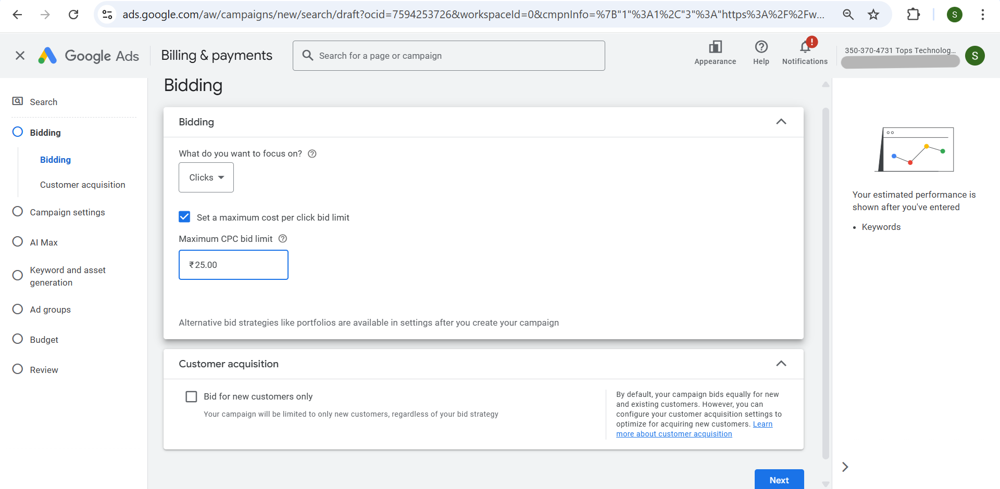 ads.google.com/aw/campaigns/new/search/draft?ocid=7594253726&workspaceId=0&cmpnInfo=%7B"1"%3A1%2C"3"%3A"https%3A%2F%2Fw...
S
Google Ads
Billing & payments
Search for a page or campaign
Appearance
Help
!
Notifications
350-370-4731 Tops Technolog...
S
Search
Bidding
Bidding
Customer acquisition
Campaign settings
AI Max
Keyword and asset
generation
Ad groups
Budget
Review
Bidding
Bidding
What do you want to focus on?
Clicks
Set a maximum cost per click bid limit
Maximum CPC bid limit
₹25.00
Alternative bid strategies like portfolios are available in settings after you create your campaign
Customer acquisition
Bid for new customers only
Your campaign will be limited to only new customers, regardless of your bid strategy
By default, your campaign bids equally for new
and existing customers. However, you can
configure your customer acquisition settings to
optimize for acquiring new customers. Learn
more about customer acquisition
Next
Your estimated performance is
shown after you've entered
• Keywords